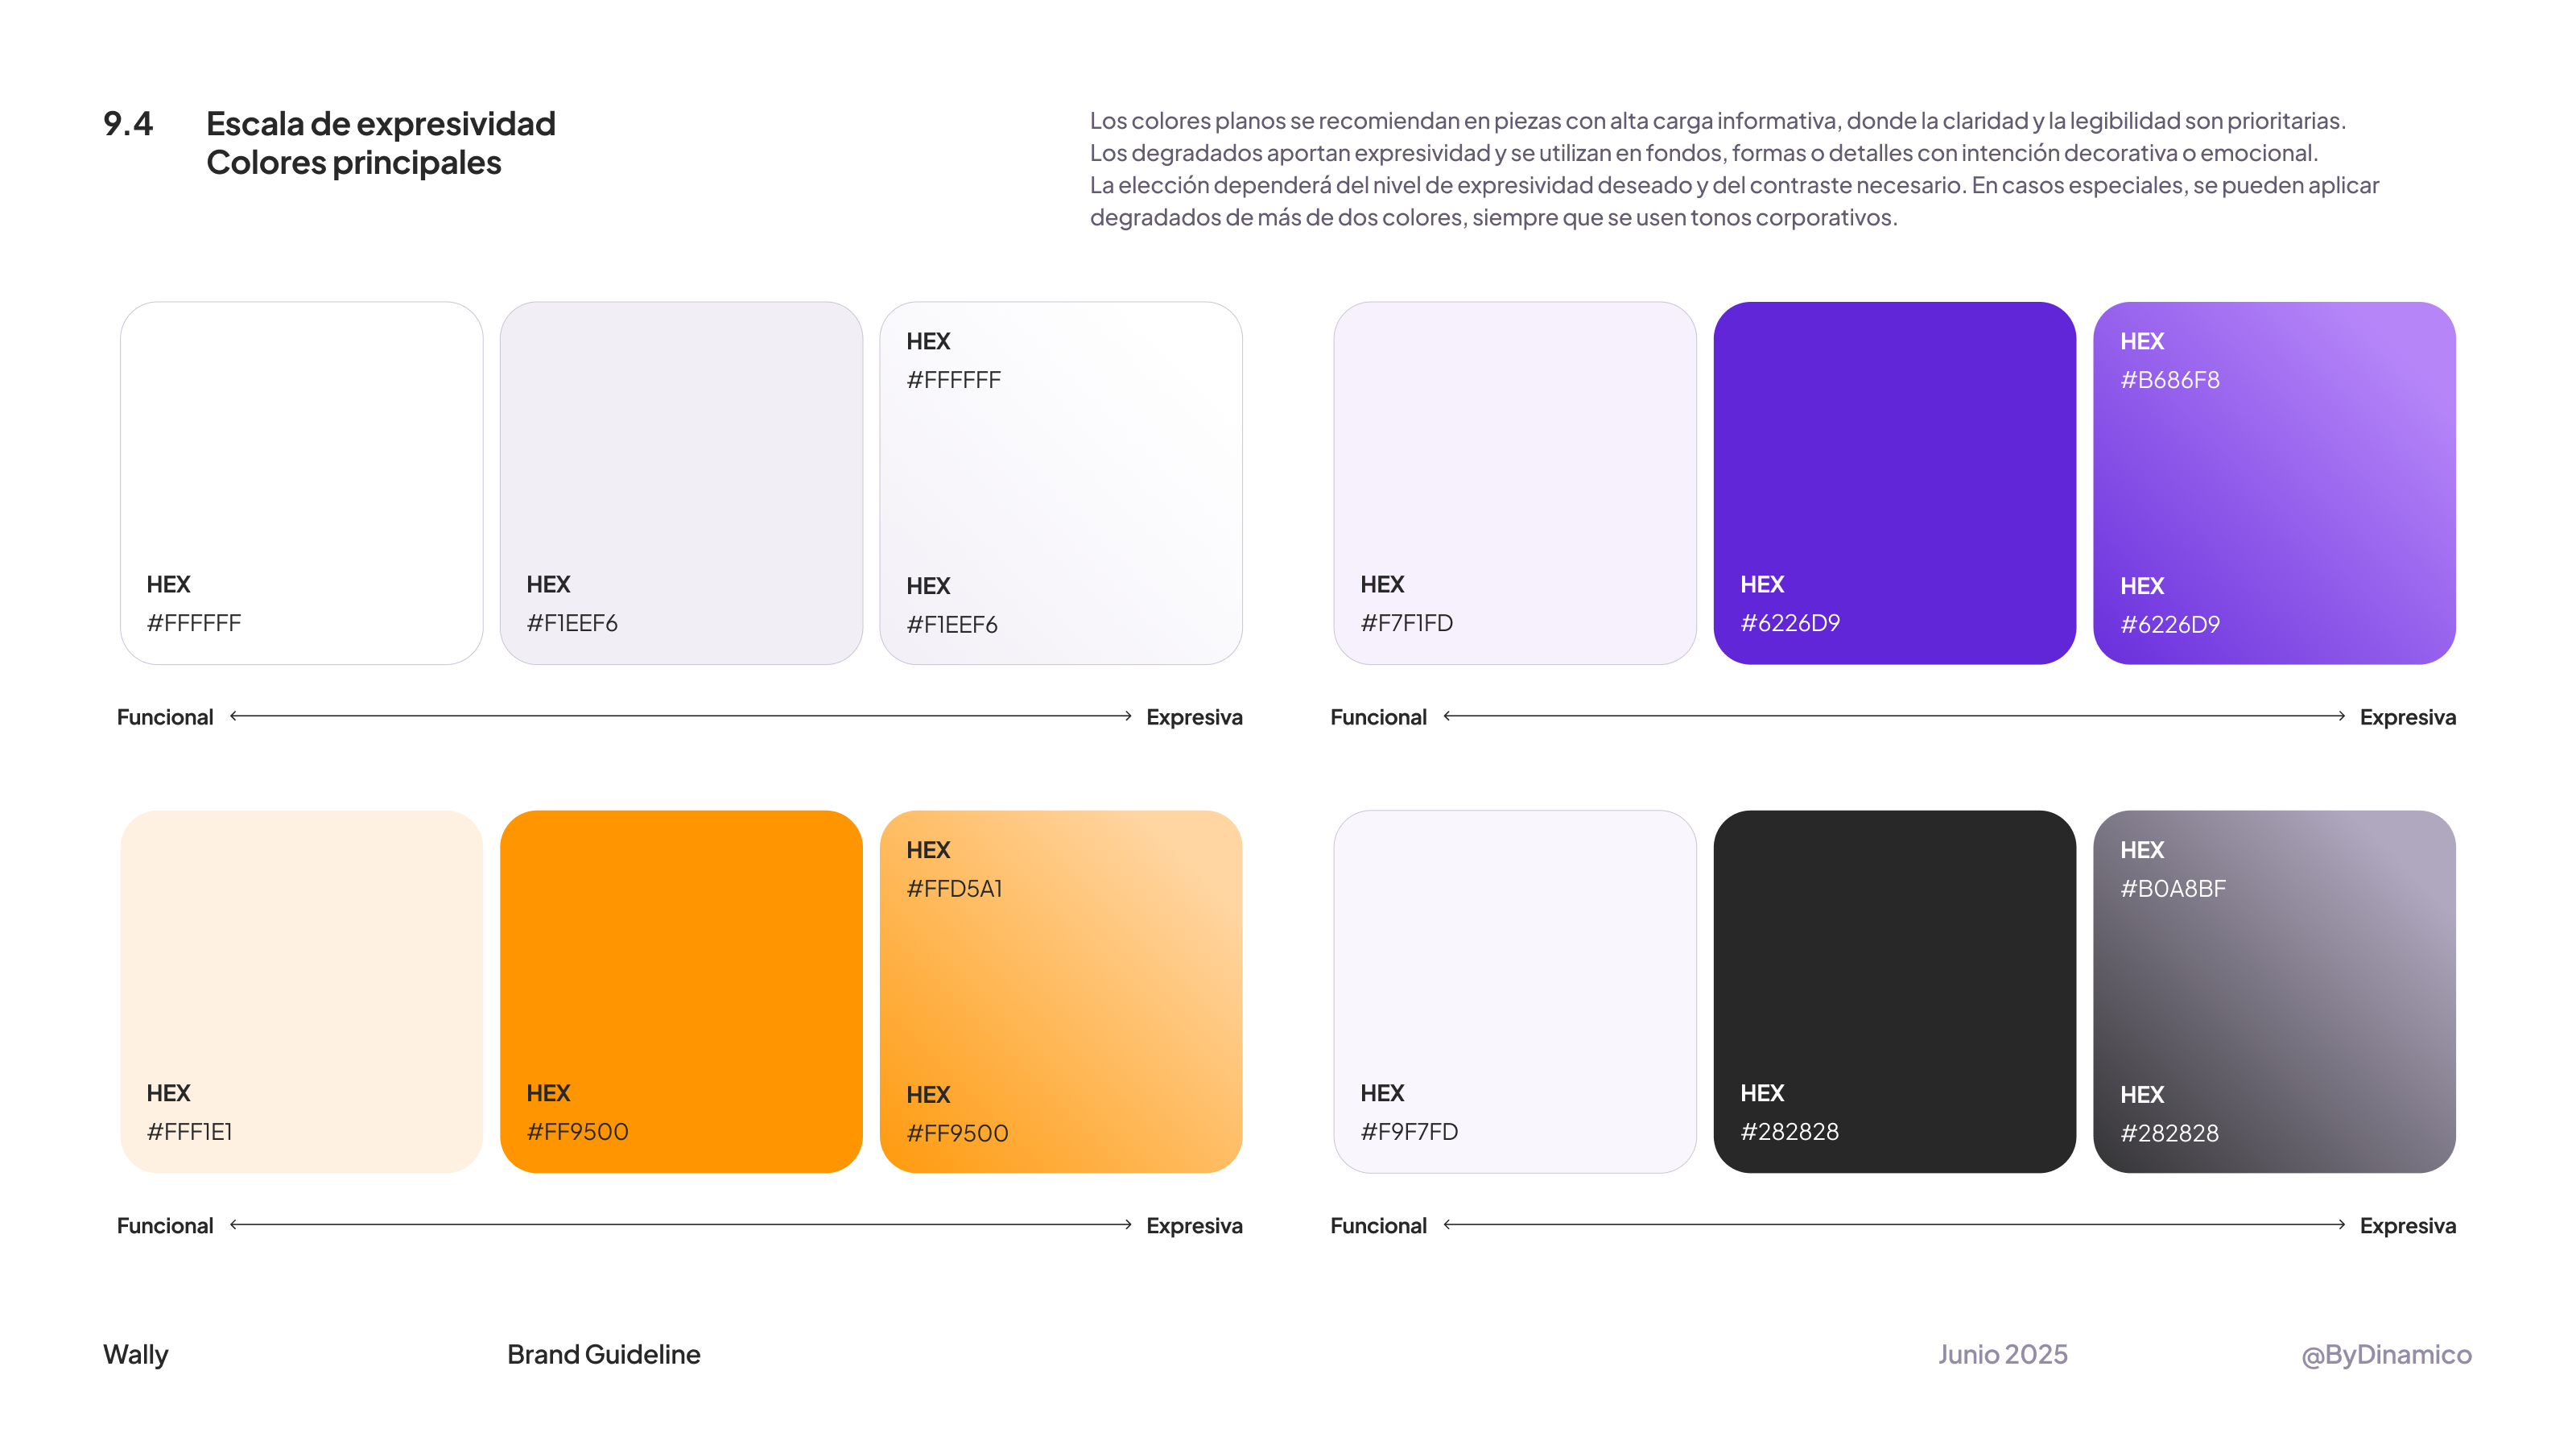 9.4
Escala de expresividad
Colores principales
Los colores planos se recomiendan en piezas con alta carga informativa, donde la claridad y la legibilidad son prioritarias.
Los degradados aportan expresividad y se utilizan en fondos, formas o detalles con intención decorativa o emocional.
La elección dependerá del nivel de expresividad deseado y del contraste necesario. En casos especiales, se pueden aplicar
degradados de más de dos colores, siempre que se usen tonos corporativos.
HEX
#FFFFFF
HEX
#F1EEF6
HEX
#FFFFFF
HEX
#F1EEF6
Funcional
Expresiva
HEX
#F7F1FD
HEX
#6226D9
HEX
#B686F8
HEX
#6226D9
Funcional
Expresiva
HEX
#FFF1E1
HEX
#FF9500
HEX
#FFD5A1
HEX
#FF9500
Funcional
Expresiva
HEX
#F9F7FD
HEX
#282828
HEX
#B0A8BF
HEX
#282828
Funcional
Expresiva
Wally
Brand Guideline
Junio 2025
@ByDinamico